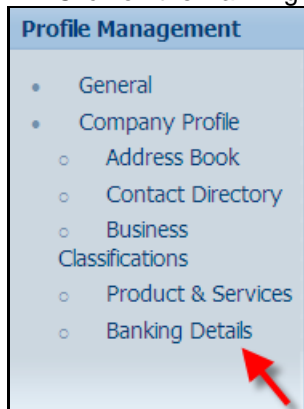 Profile Management
• General
• Company Profile
○ Address Book
○ Contact Directory
○ Business
Classifications
○ Product & Services
○ Banking Details